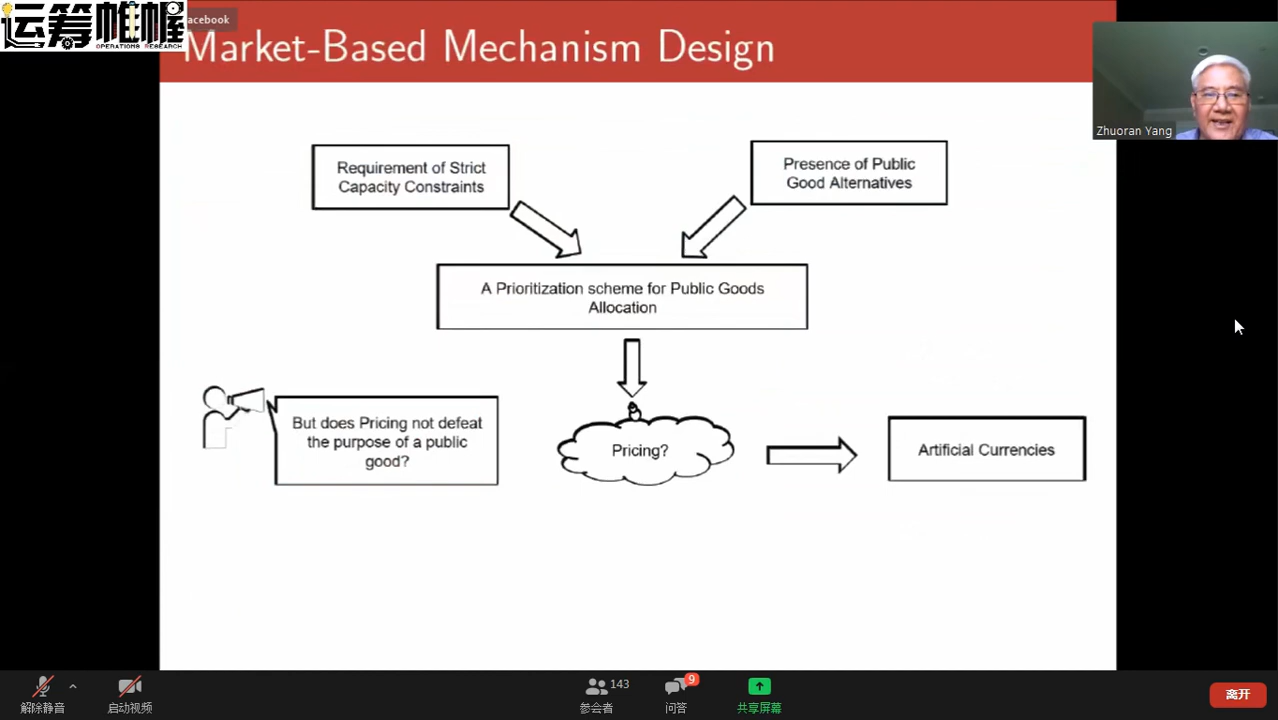 运筹帷幄
OPERATIONS RESEARCH
acebook
Market-Based Mechanism Design
Zhuoran Yang
Requirement of Strict
Capacity Constraints
Presence of Public
Good Alternatives
A Prioritization scheme for Public Goods
Allocation
But does Pricing not defeat
the purpose of a public
good?
Pricing?
Artificial Currencies
解除静音
启动视频
143
参会者
9
问答
共享屏幕
离开